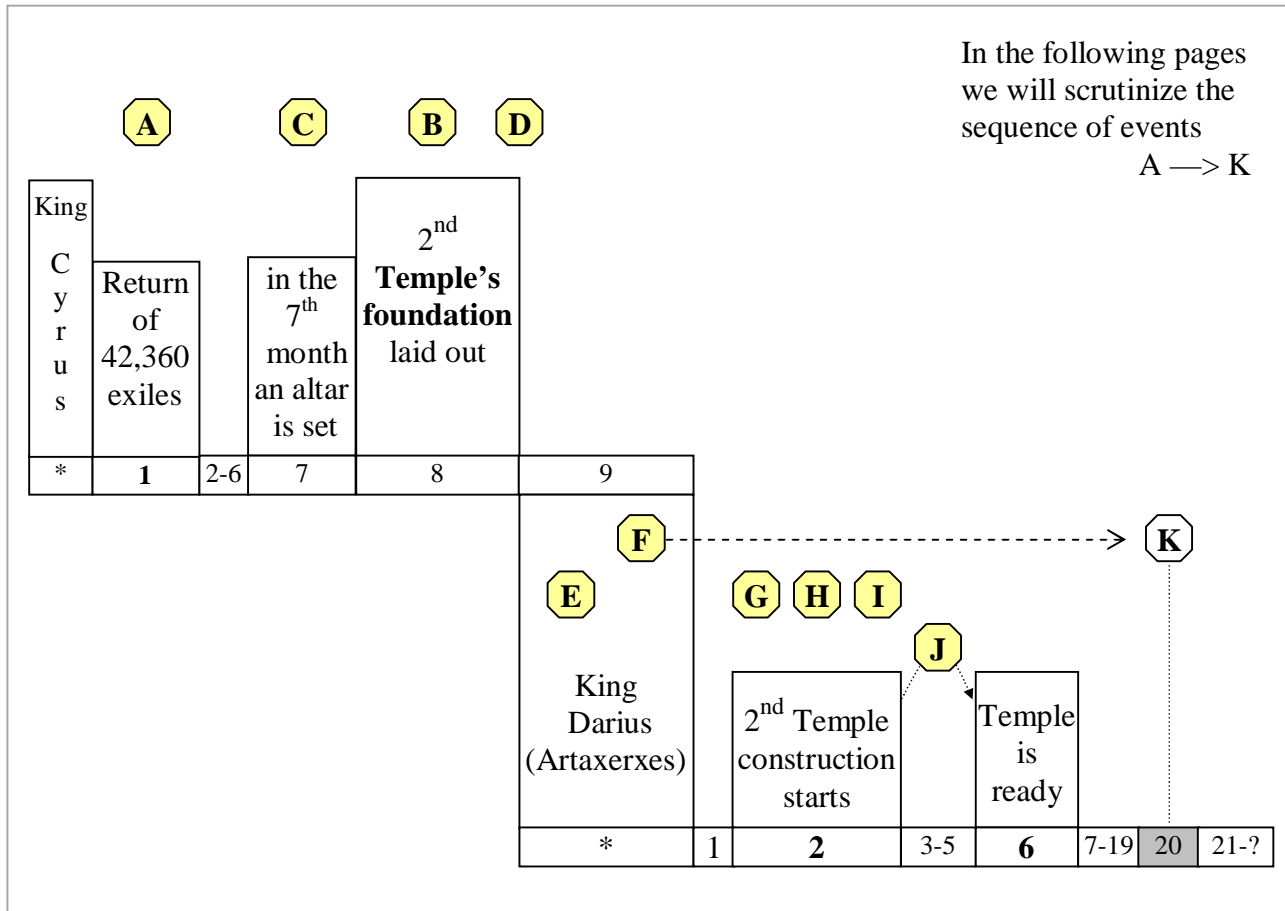 In the following pages
we will scrutinize the
sequence of events
A —> K
A
C
B
D
King
C
y
r
u
s
Return
of
42,360
exiles
in the
7th
month
an altar
is set
2nd
Temple's
foundation
laid out
* 1 2-6 7 8 9
F
K
E
G H I
J
King
Darius
(Artaxerxes)
2nd Temple
construction
starts
Temple
is
ready
* 1 2 3-5 6 7-19 20 21-?